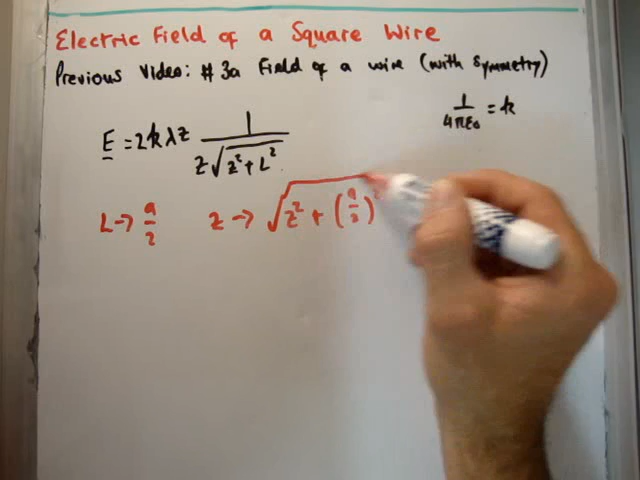 Electric Field of a Square Wire
Previous Video: #3a Field of a wire (with symmetry)
1/4πε₀ = k
E = 2kλz 1/(z√(z² + L²))
L → a/2 z → √(z² + (a/2)